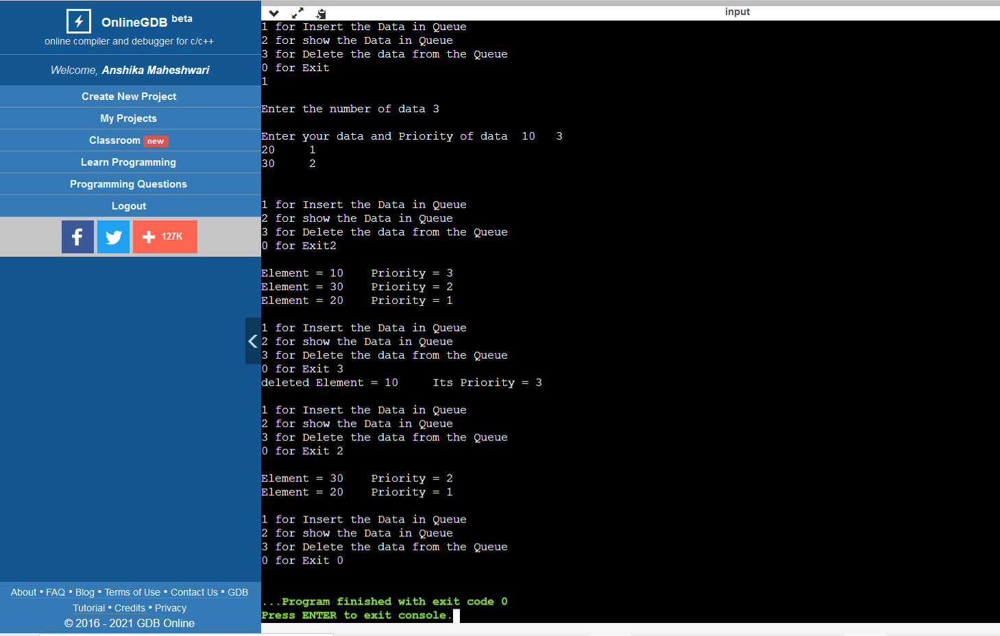 OnlineGDB beta
online compiler and debugger for c/c++
Welcome, Anshika Maheshwari
Create New Project
My Projects
Classroom new
Learn Programming
Programming Questions
Logout
127K
About • FAQ • Blog • Terms of Use • Contact Us • GDB
Tutorial • Credits • Privacy
© 2016 - 2021 GDB Online
input
1 for Insert the Data in Queue
2 for show the Data in Queue
3 for Delete the data from the Queue
0 for Exit
1
Enter the number of data 3
Enter your data and Priority of data  10   3
20     1
30     2
1 for Insert the Data in Queue
2 for show the Data in Queue
3 for Delete the data from the Queue
0 for Exit2
Element = 10    Priority = 3
Element = 30    Priority = 2
Element = 20    Priority = 1
1 for Insert the Data in Queue
2 for show the Data in Queue
3 for Delete the data from the Queue
0 for Exit 3
deleted Element = 10     Its Priority = 3
1 for Insert the Data in Queue
2 for show the Data in Queue
3 for Delete the data from the Queue
0 for Exit 2
Element = 30    Priority = 2
Element = 20    Priority = 1
1 for Insert the Data in Queue
2 for show the Data in Queue
3 for Delete the data from the Queue
0 for Exit 0
...Program finished with exit code 0
Press ENTER to exit console.